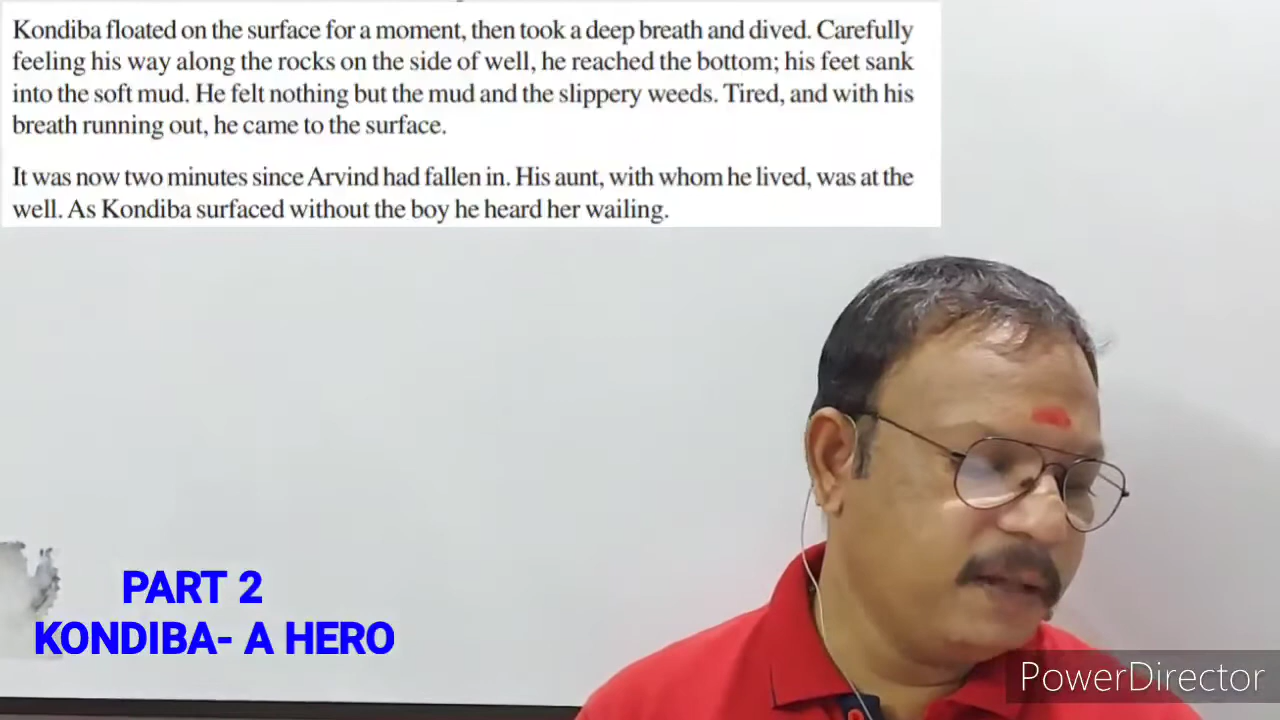 Kondiba floated on the surface for a moment, then took a deep breath and dived. Carefully
feeling his way along the rocks on the side of well, he reached the bottom; his feet sank
into the soft mud. He felt nothing but the mud and the slippery weeds. Tired, and with his
breath running out, he came to the surface.
It was now two minutes since Arvind had fallen in. His aunt, with whom he lived, was at the
well. As Kondiba surfaced without the boy he heard her wailing.
PART 2
KONDIBA- A HERO
PowerDirector